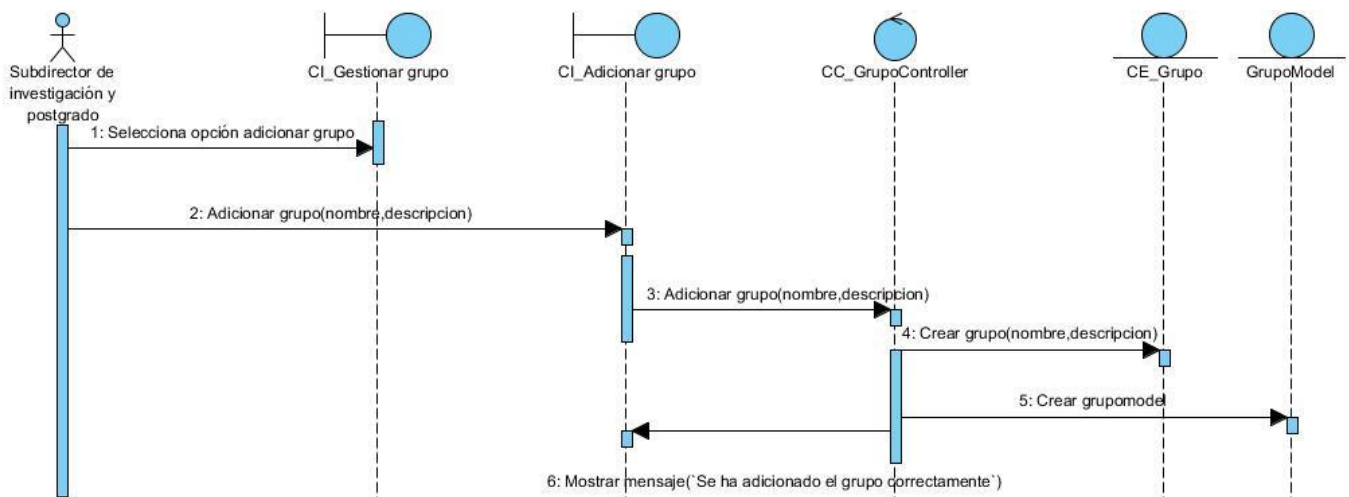 Subdirector de
investigación y
postgrado
CI_Gestionar grupo
CI_Adicionar grupo
CC_GrupoController
CE_Grupo
GrupoModel
1: Selecciona opción adicionar grupo
2: Adicionar grupo(nombre,descripcion)
3: Adicionar grupo(nombre,descripcion)
4: Crear grupo(nombre,descripcion)
5: Crear grupomodel
6: Mostrar mensaje(`Se ha adicionado el grupo correctamente`)